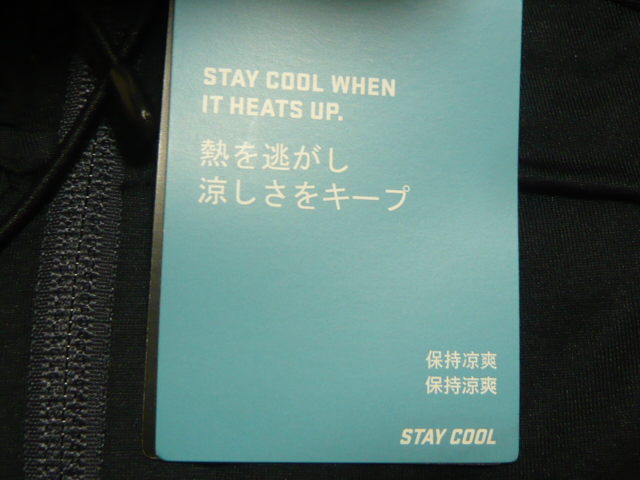 STAY COOL WHEN
IT HEATS UP.
熱を逃がし
涼しさをキープ
保持凉爽
保持涼爽
STAY COOL